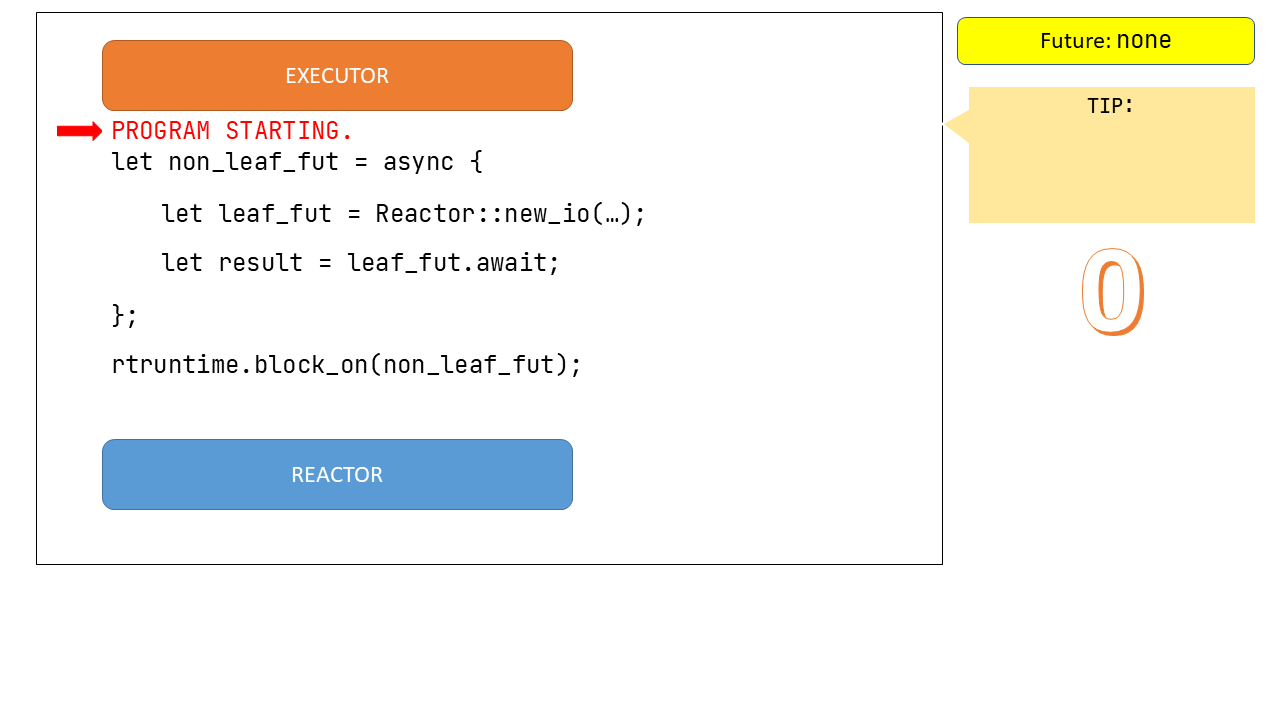 EXECUTOR
PROGRAM STARTING.
let non_leaf_fut = async {
let leaf_fut = Reactor::new_io(…);
let result = leaf_fut.await;
};
rtruntime.block_on(non_leaf_fut);
REACTOR
Future: none
TIP:
0